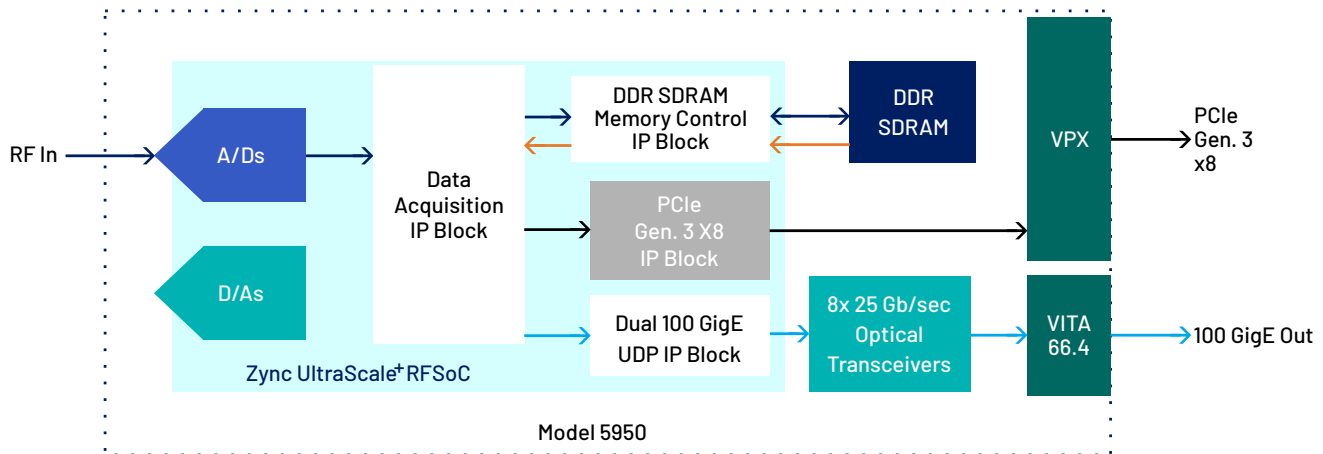 RF In
A/Ds
D/As
Data
Acquisition
IP Block
DDR SDRAM
Memory Control
IP Block
PCIe
Gen. 3 X8
IP Block
Dual 100 GigE
UDP IP Block
Zync UltraScale+RFSoC
DDR
SDRAM
8x 25 Gb/sec
Optical
Transceivers
VPX
VITA
66.4
PCIe
Gen. 3
x8
100 GigE Out
Model 5950